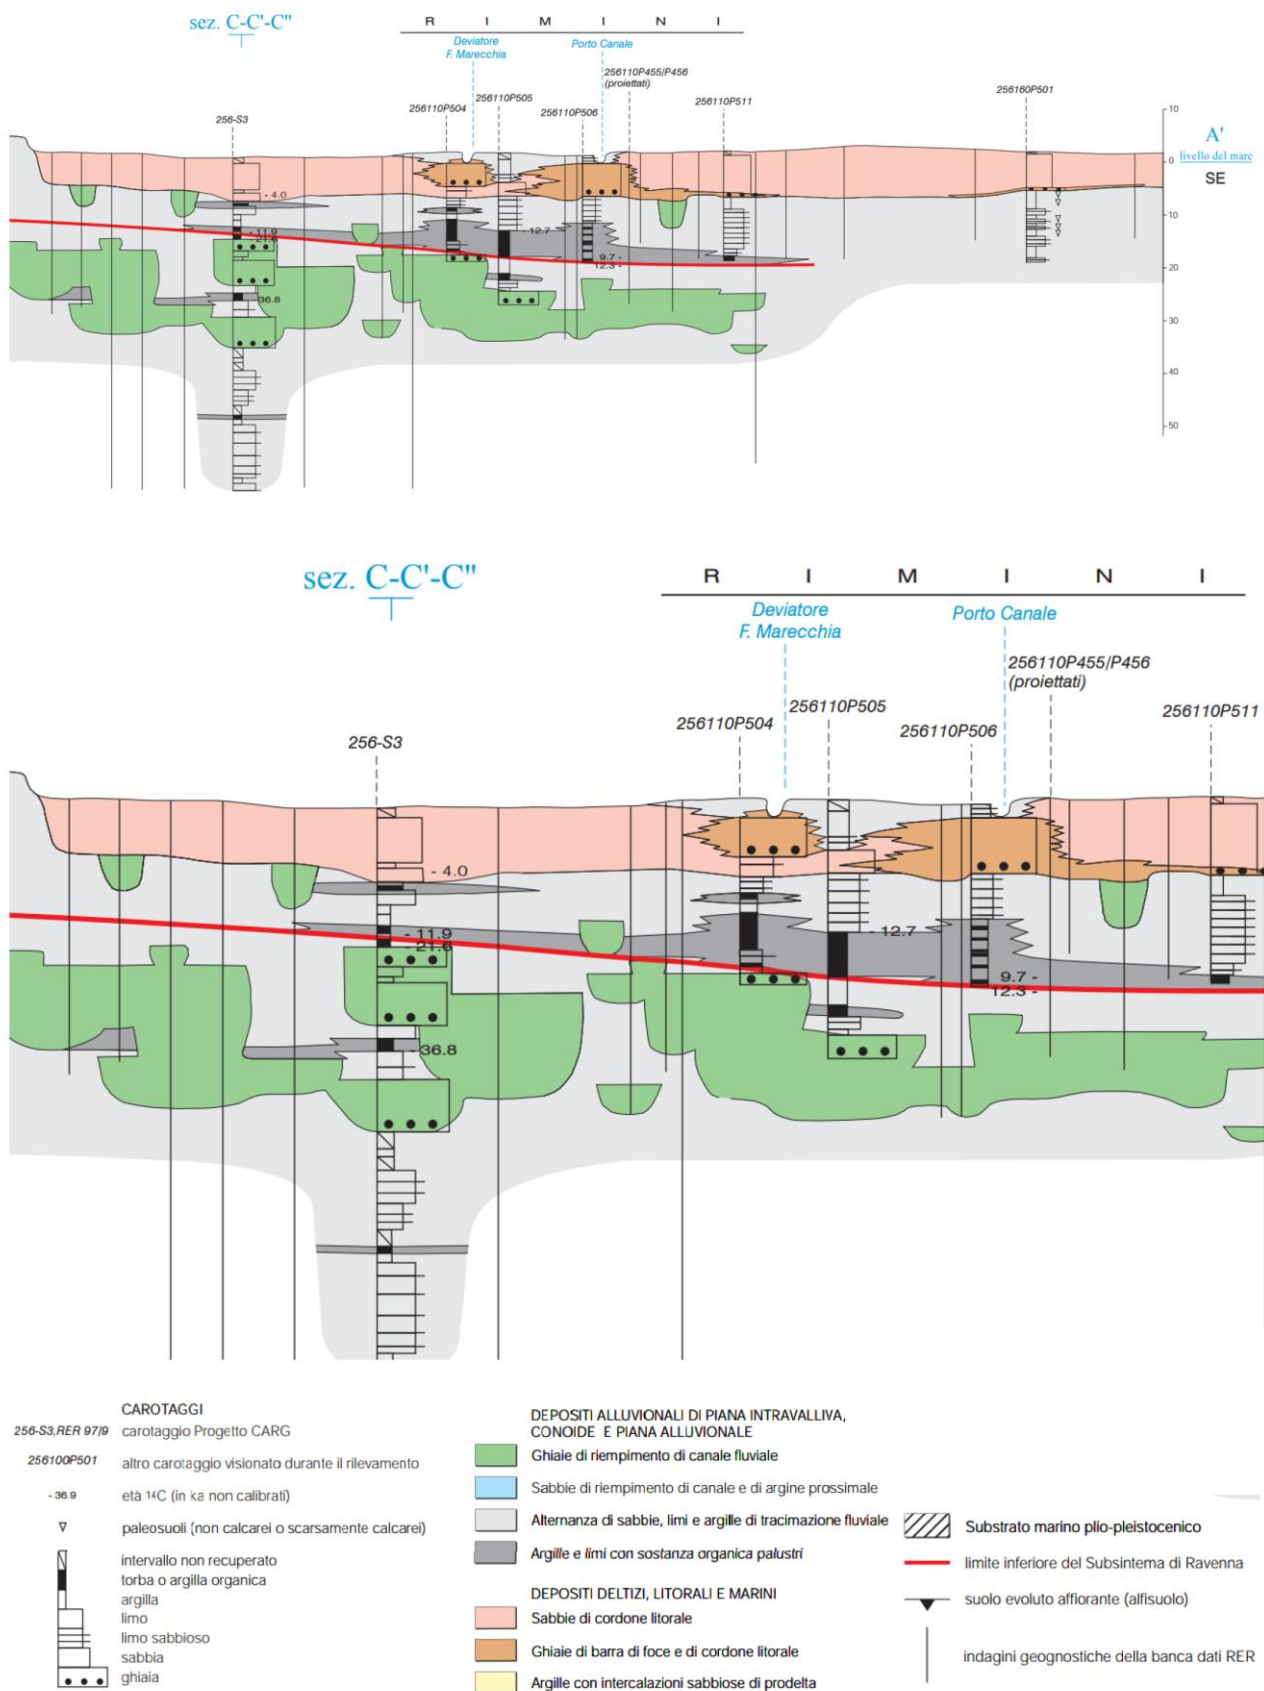 sez. C-C'-C"
R I M I N I
Deviatore
F. Marecchia
Porto Canale
256110P455/P456
(proiettati)
256110P505
256110P504
256110P506
256110P511
256160P501
256-S3
10
A'
livello del mare
0
SE
- 4.0
10
- 11.9
- 21.6
- 12.7
9.7 -
12.3 -
20
- 36.8
30
40
50
sez. C-C'-C"
R I M I N I
Deviatore
F. Marecchia
Porto Canale
256110P455/P456
(proiettati)
256110P505
256110P504
256110P506
256110P511
256-S3
- 4.0
- 11.9
- 21.6
- 12.7
9.7 -
12.3 -
- 36.8
CAROTAGGI
256-S3,RER 97/9 carotaggio Progetto CARG
256100P501 altro carotaggio visionato durante il rilevamento
- 36.9 età ¹⁴C (in ka non calibrati)
paleosuoli (non calcarei o scarsamente calcarei)
intervallo non recuperato
torba o argilla organica
argilla
limo
limo sabbioso
sabbia
ghiaia
DEPOSITI ALLUVIONALI DI PIANA INTRAVALLIVA,
CONOIDE E PIANA ALLUVIONALE
Ghiaie di riempimento di canale fluviale
Sabbie di riempimento di canale e di argine prossimale
Alternanza di sabbie, limi e argille di tracimazione fluviale
Argille e limi con sostanza organica palustri
DEPOSITI DELTIZI, LITORALI E MARINI
Sabbie di cordone litorale
Ghiaie di barra di foce e di cordone litorale
Argille con intercalazioni sabbiose di prodelta
Substrato marino plio-pleistocenico
limite inferiore del Subsintema di Ravenna
suolo evoluto affiorante (alfisuolo)
indagini geognostiche della banca dati RER